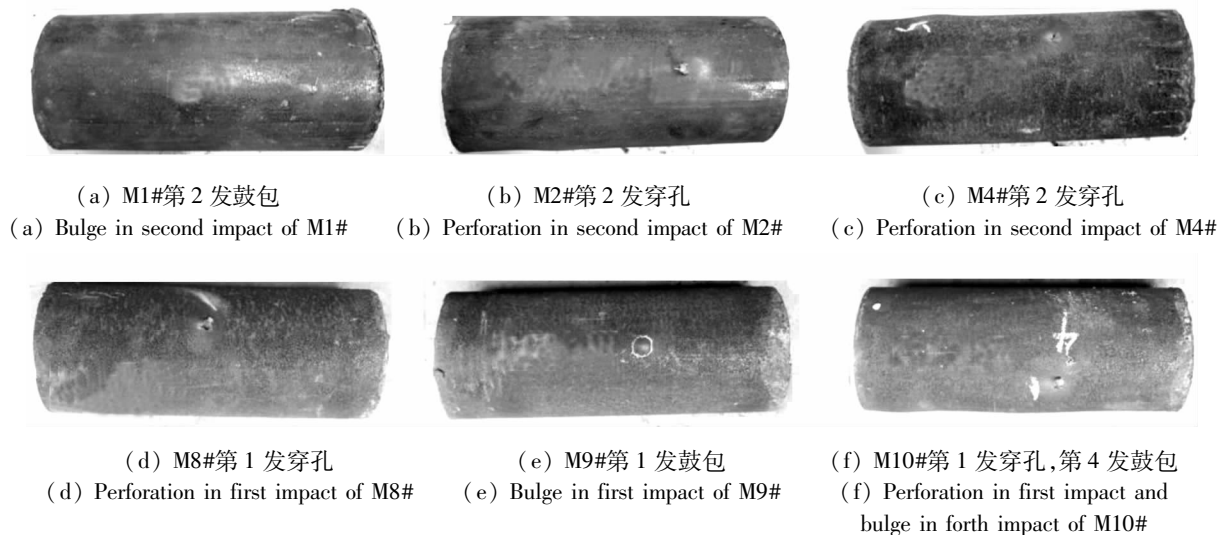 (a) M1#第2发鼓包
(a) Bulge in second impact of M1#
(b) M2#第2发穿孔
(b) Perforation in second impact of M2#
(c) M4#第2发穿孔
(c) Perforation in second impact of M4#
(d) M8#第1发穿孔
(d) Perforation in first impact of M8#
(e) M9#第1发鼓包
(e) Bulge in first impact of M9#
4
(f) M10#第1发穿孔,第4发鼓包
(f) Perforation in first impact and
bulge in forth impact of M10#